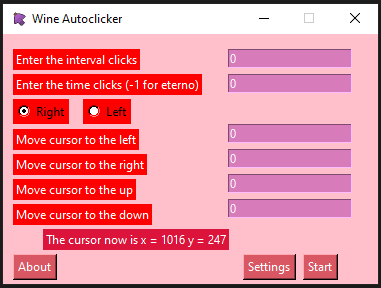 Wine Autoclicker
Enter the interval clicks 0
Enter the time clicks (-1 for eterno) 0
Right Left
Move cursor to the left 0
Move cursor to the right 0
Move cursor to the up 0
Move cursor to the down 0
The cursor now is x = 1016 y = 247
About Settings Start